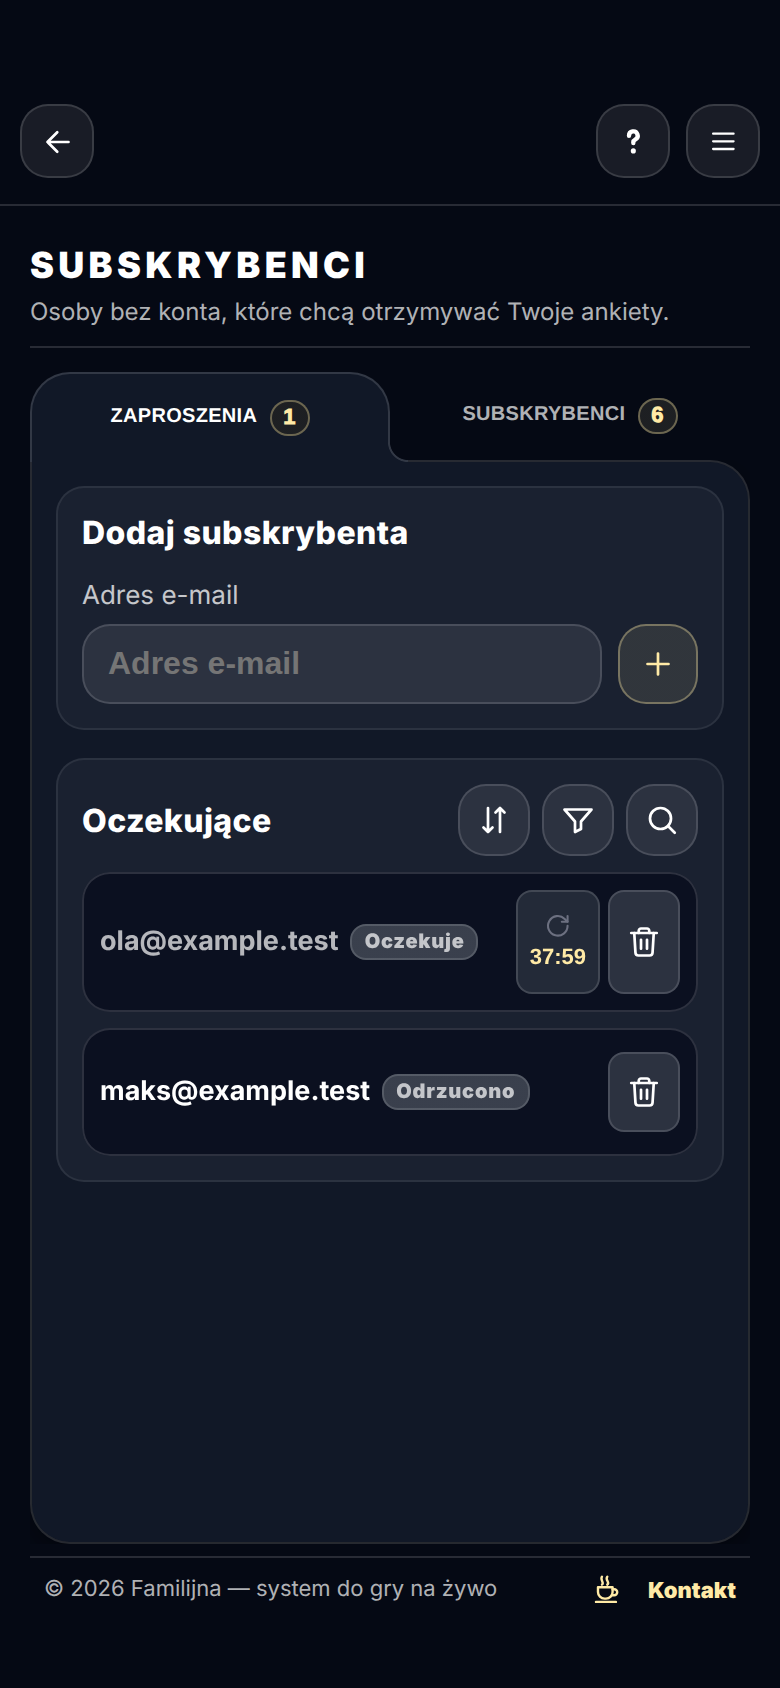 ?
SUBSKRYBENCI
Osoby bez konta, które chcą otrzymywać Twoje ankiety.
ZAPROSZENIA 1
SUBSKRYBENCI 6
Dodaj subskrybenta
Adres e-mail
Adres e-mail
Oczekujące
ola@example.test Oczekuje
37:59
maks@example.test Odrzucono
© 2026 Familijna — system do gry na żywo
Kontakt